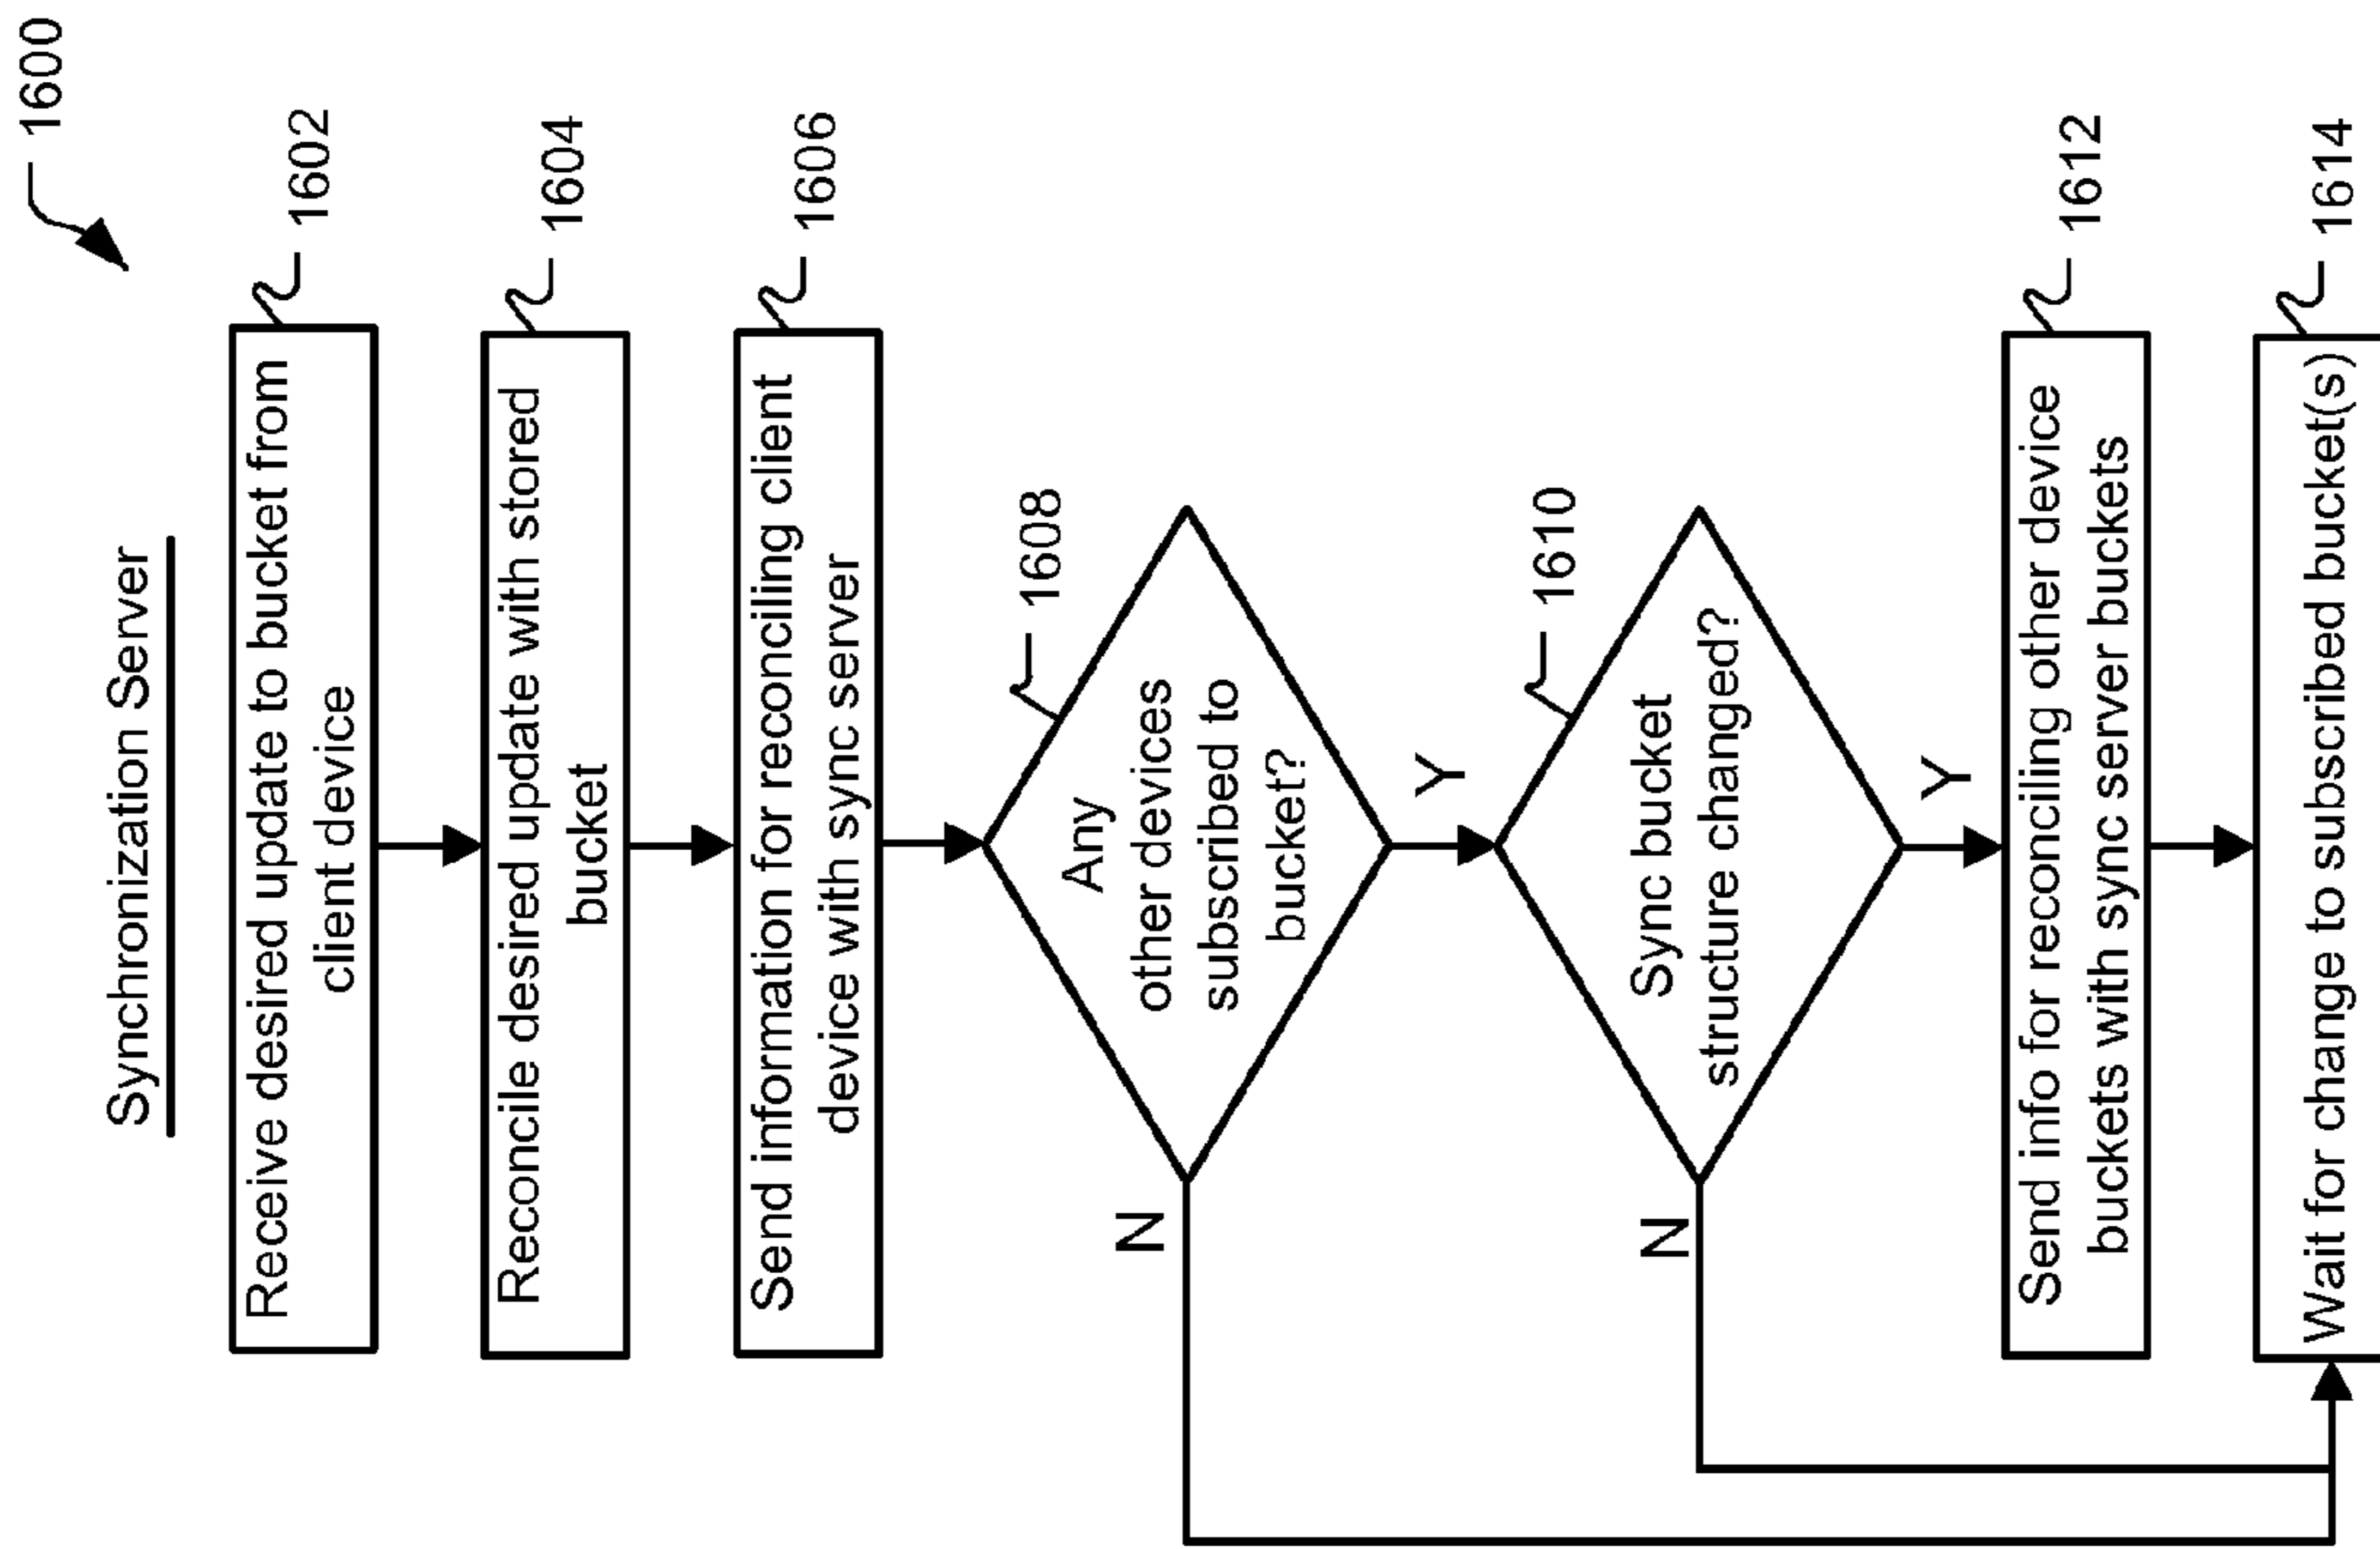 1600
Synchronization Server
Receive desired update to bucket from
client device
1602
Reconcile desired update with stored
bucket
1604
Send information for reconciling client
device with sync server
1606
Any
other devices
subscribed to
bucket?
1608
N
Y
Sync bucket
structure changed?
1610
N
Y
Send info for reconciling other device
buckets with sync server buckets
1612
Wait for change to subscribed bucket(s)
1614